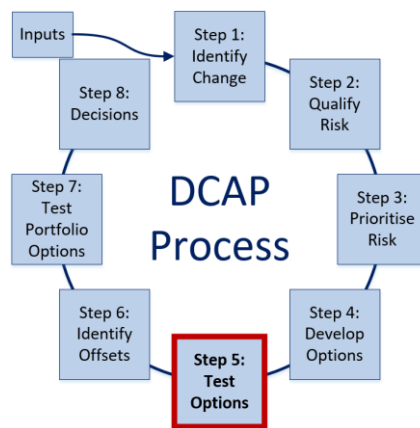 Inputs
Step 1:
Identify
Change
Step 2:
Qualify
Risk
Step 3:
Prioritise
Risk
Step 4:
Develop
Options
Step 5:
Test
Options
Step 6:
Identify
Offsets
Step 7:
Test
Portfolio
Options
Step 8:
Decisions
DCAP
Process